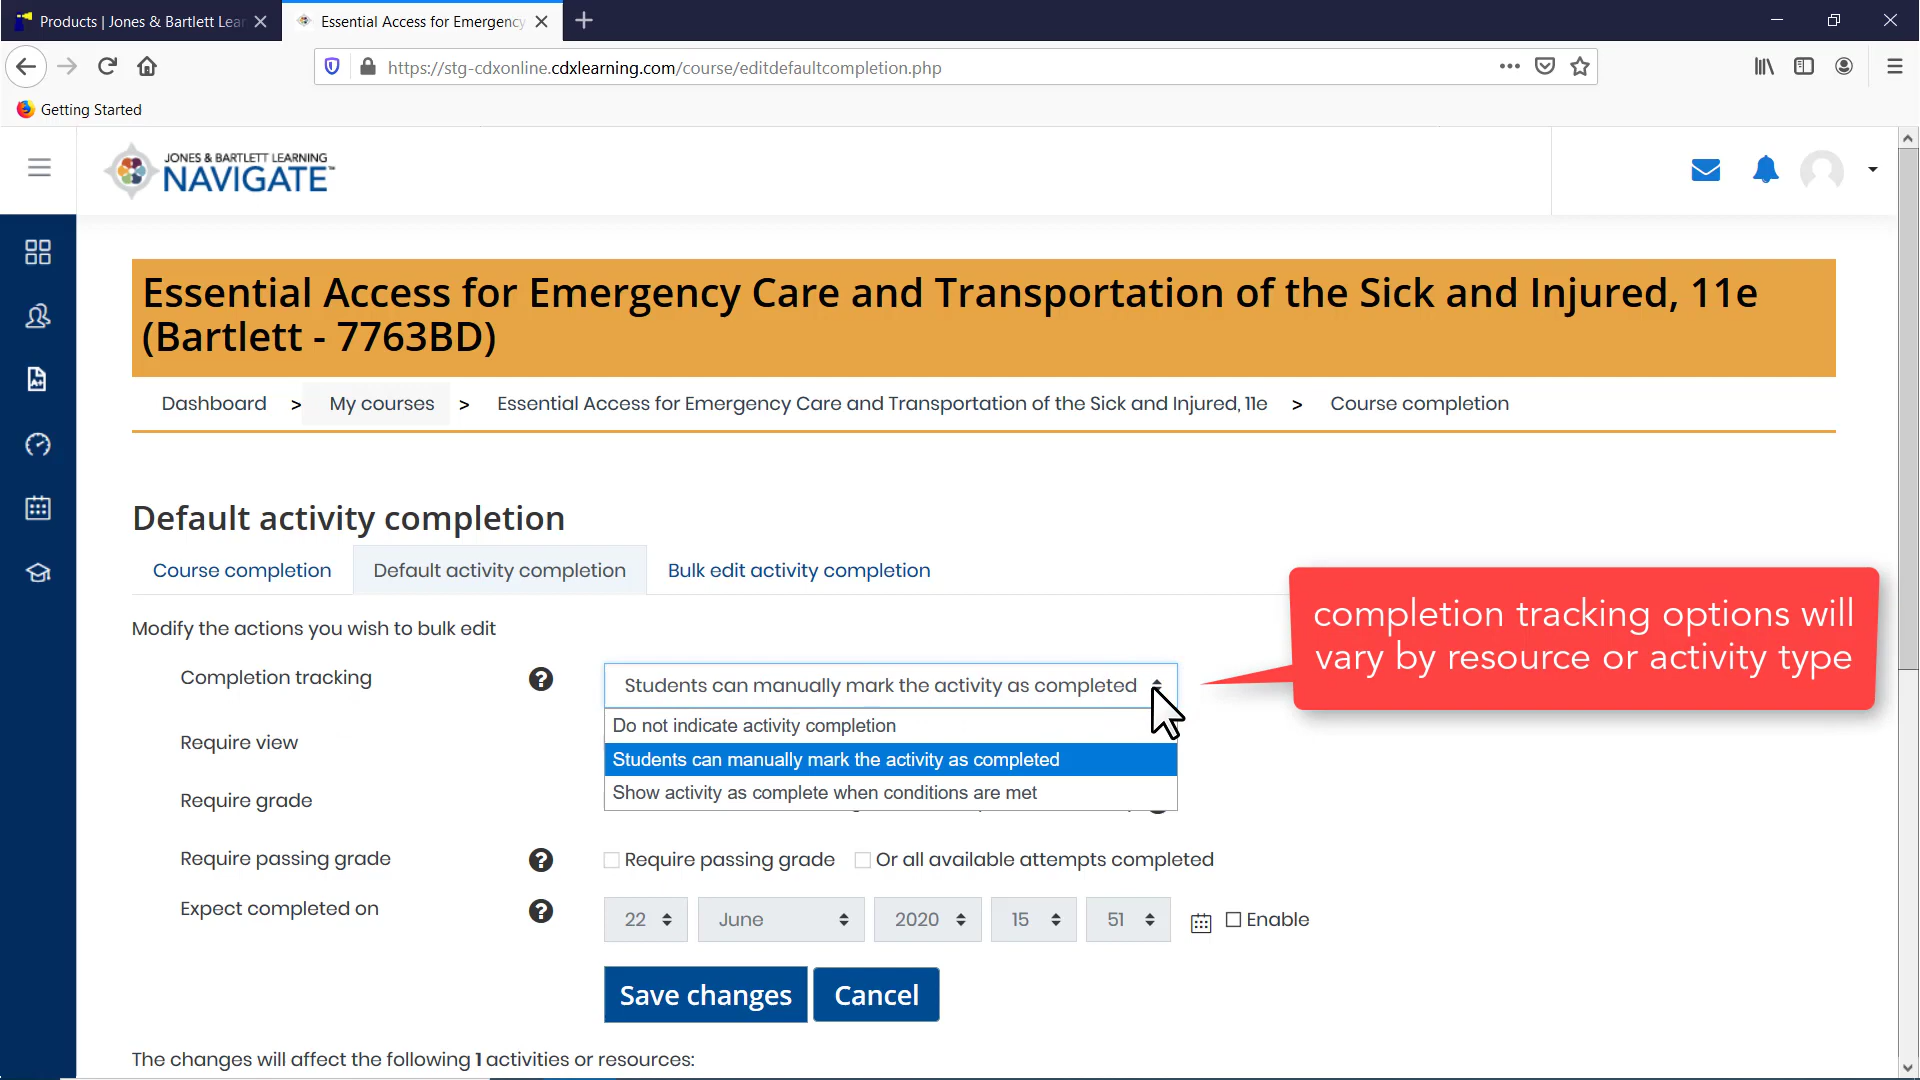 Products | Jones & Bartlett Lear
Essential Access for Emergency
https://stg-cdxonline.cdxlearning.com/course/editdefaultcompletion.php
Getting Started
JONES & BARTLETT LEARNING
NAVIGATE™
Essential Access for Emergency Care and Transportation of the Sick and Injured, 11e
(Bartlett - 7763BD)
Dashboard > My courses > Essential Access for Emergency Care and Transportation of the Sick and Injured, 11e > Course completion
Default activity completion
Course completion Default activity completion Bulk edit activity completion
completion tracking options will
vary by resource or activity type
Modify the actions you wish to bulk edit
Completion tracking ? Students can manually mark the activity as completed
Do not indicate activity completion
Require view
Students can manually mark the activity as completed
Show activity as complete when conditions are met
Require grade
Require passing grade ? Require passing grade Or all available attempts completed
Expect completed on ? 22 June 2020 15 51 Enable
Save changes Cancel
The changes will affect the following 1 activities or resources: